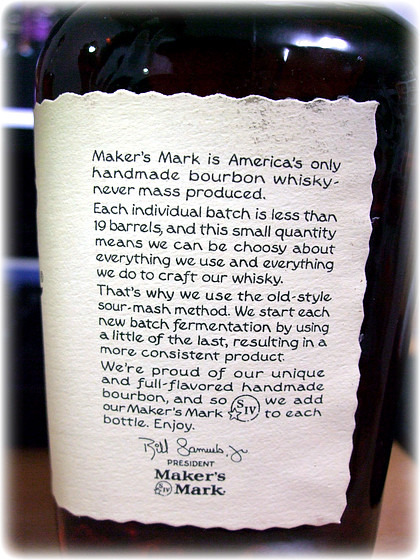 Maker's Mark is America's only
handmade bourbon whisky-
never mass produced.
Each individual batch is less than
19 barrels, and this small quantity
means we can be choosy about
everything we use and everything
we do to craft our whisky.
That's why we use the old-style
sour-mash method. We start each
new batch fermentation by using
a little of the last, resulting in a
more consistent product.
We're proud of our unique
and full-flavored handmade
bourbon, and so SIV we add
our Maker's Mark to each
bottle. Enjoy.
Bill Samuels, Jr
PRESIDENT
Maker's
SIV Mark